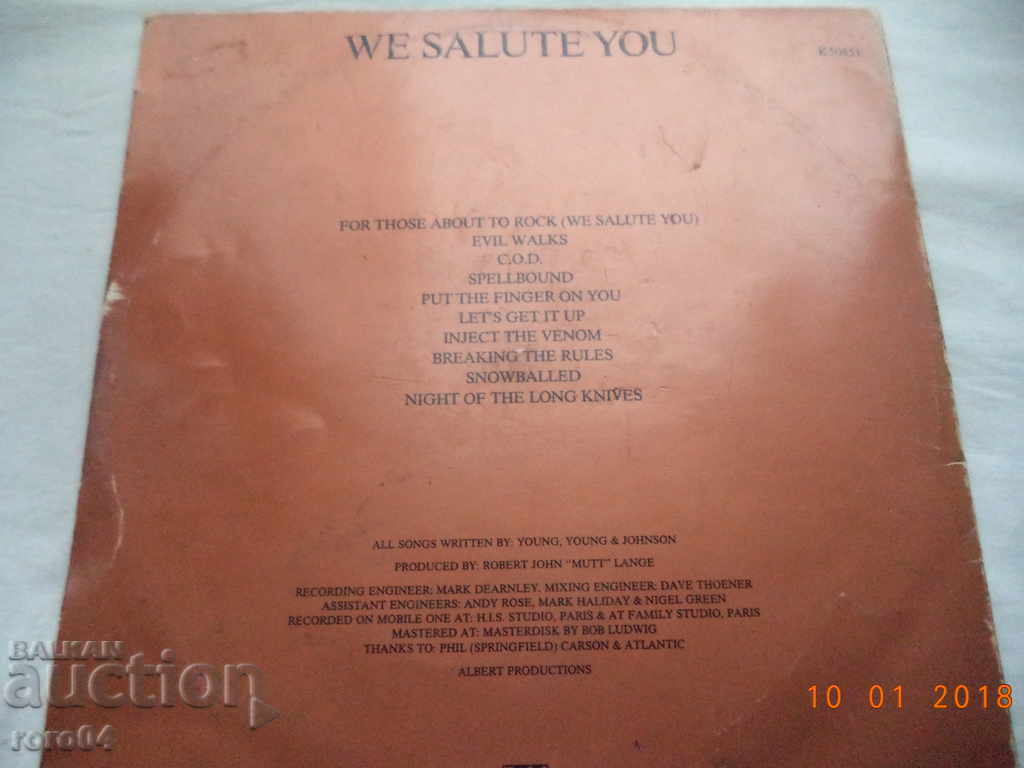 WE SALUTE YOU
K50851
FOR THOSE ABOUT TO ROCK (WE SALUTE YOU)
EVIL WALKS
C.O.D.
SPELLBOUND
PUT THE FINGER ON YOU
LET'S GET IT UP
INJECT THE VENOM
BREAKING THE RULES
SNOWBALLED
NIGHT OF THE LONG KNIVES
ALL SONGS WRITTEN BY: YOUNG, YOUNG & JOHNSON
PRODUCED BY: ROBERT JOHN "MUTT" LANGE
RECORDING ENGINEER: MARK DEARNLEY. MIXING ENGINEER: DAVE THOENER
ASSISTANT ENGINEERS: ANDY ROSE, MARK HALIDAY & NIGEL GREEN
RECORDED ON MOBILE ONE AT: H.I.S. STUDIO, PARIS & AT FAMILY STUDIO, PARIS
MASTERED AT: MASTERDISK BY BOB LUDWIG
THANKS TO: PHIL (SPRINGFIELD) CARSON & ATLANTIC
ALBERT PRODUCTIONS
BALKAN
auction
roro04
10 01 2018